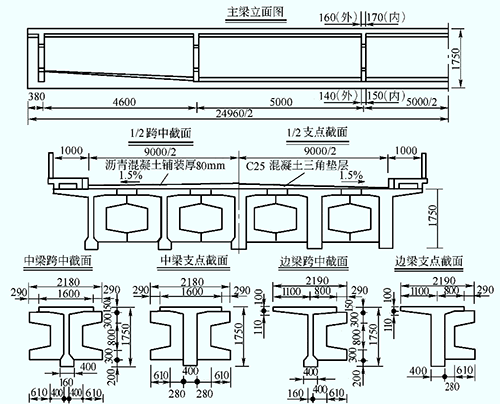 主梁立面图
160(外) 170(内)
1750
380 4600 5000 140(外) 150(内) 5000/2
24960/2
1/2跨中截面 1/2支点截面
1000 9000/2 9000/2 1000
沥青混凝土铺装厚80mm C25混凝土三角垫层
1.5% 1.5%
1750
中梁跨中截面 中梁支点截面 边梁跨中截面 边梁支点截面
2180 2180 2190 2190
290 1600 290 290 1600 290 1100 800 290 1100 800 290
150 300 800 300 200 1750
1750
100 110 150 300 800 300 200 1750
100 110 1750
400 400 400 400
160 280 160 280
610 400 400 610 610 610 610 610